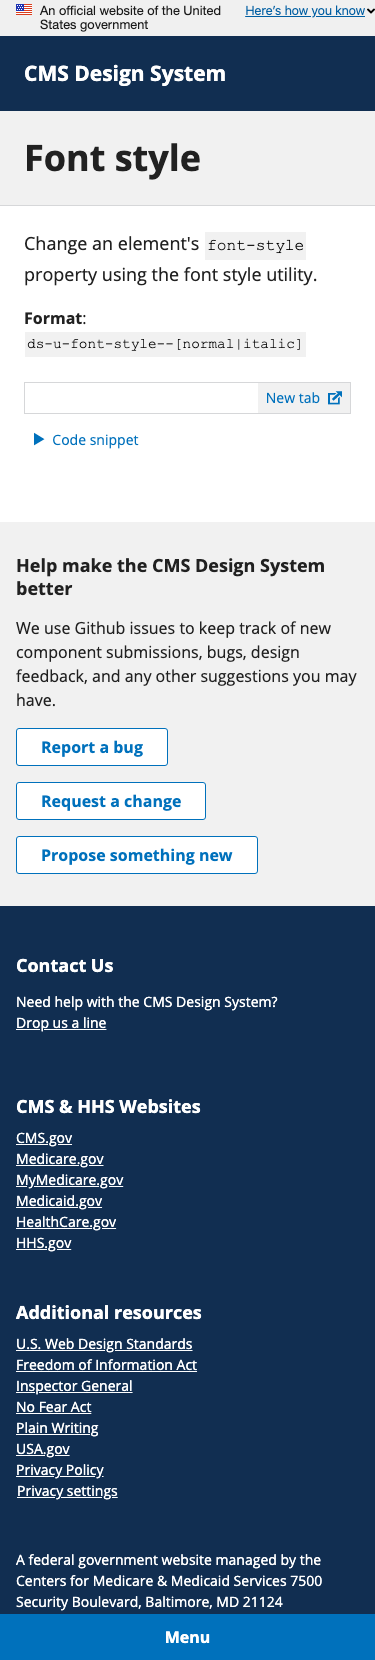 An official website of the United States government
Here's how you know
CMS Design System
Font style
Change an element's font-style
property using the font style utility.
Format:
ds-u-font-style--[normal|italic]
New tab
Code snippet
Help make the CMS Design System
better
We use Github issues to keep track of new
component submissions, bugs, design
feedback, and any other suggestions you may
have.
Report a bug
Request a change
Propose something new
Contact Us
Need help with the CMS Design System?
Drop us a line
CMS & HHS Websites
CMS.gov
Medicare.gov
MyMedicare.gov
Medicaid.gov
HealthCare.gov
HHS.gov
Additional resources
U.S. Web Design Standards
Freedom of Information Act
Inspector General
No Fear Act
Plain Writing
USA.gov
Privacy Policy
Privacy settings
A federal government website managed by the
Centers for Medicare & Medicaid Services 7500
Security Boulevard, Baltimore, MD 21124
Menu